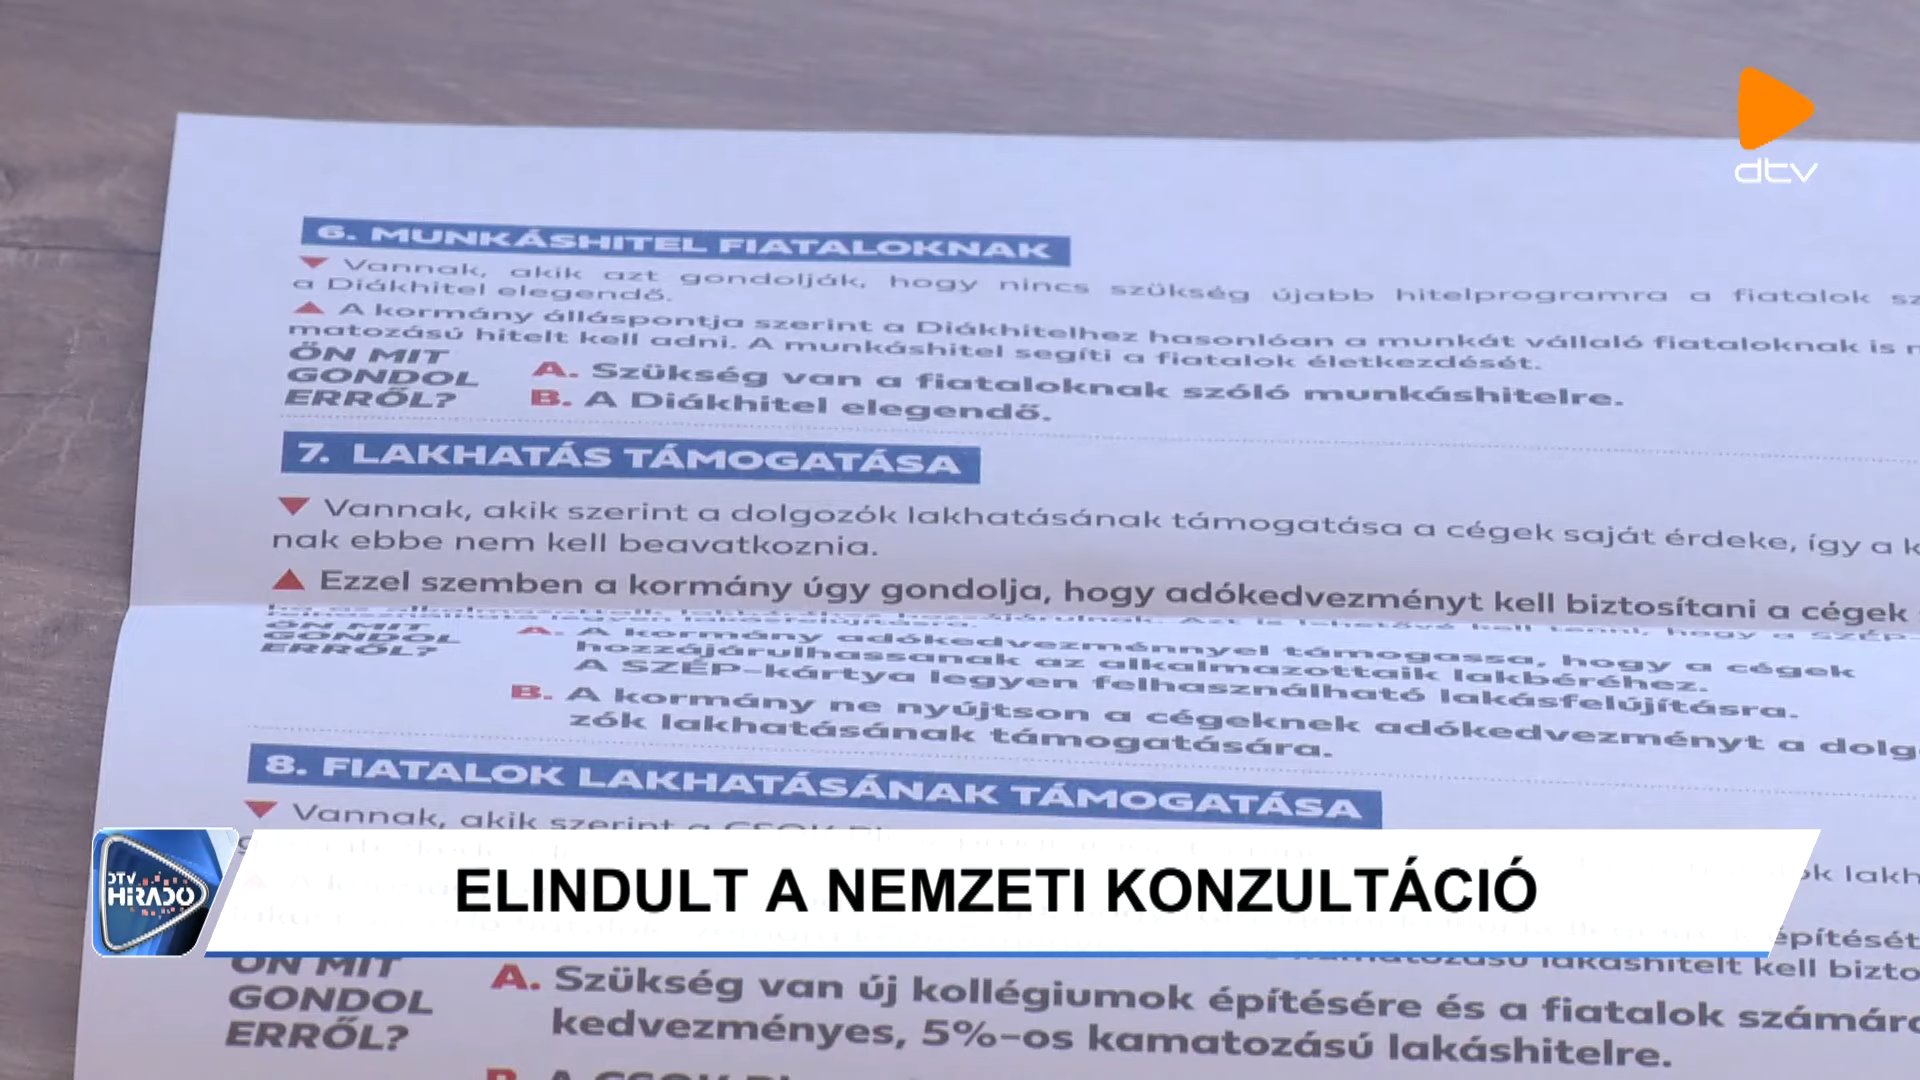 dtv
6. MUNKÁSHITEL FIATALOKNAK
Vannak, akik azt gondolják, hogy nincs szükség újabb hitelprogramra a fiatalok
a Diákhitel elegendő.
A kormány álláspontja szerint a Diákhitelhez hasonlóan a munkát vállaló fiataloknak is
matozású hitelt kell adni. A munkáshitel segíti a fiatalok életkezdését.
ÖN MIT
GONDOL
ERRŐL?
A. Szükség van a fiataloknak szóló munkáshitelre.
B. A Diákhitel elegendő.
7. LAKHATÁS TÁMOGATÁSA
Vannak, akik szerint a dolgozók lakhatásának támogatása a cégek saját érdeke, így a k
nak ebbe nem kell beavatkoznia.
Ezzel szemben a kormány úgy gondolja, hogy adókedvezményt kell biztosítani a cégek
ÖN MIT
GONDOL
ERRŐL?
A. A kormány adókedvezménnyel támogassa, hogy a cégek
hozzájárulhassanak az alkalmazottaik lakbéréhez.
A SZÉP-kártya legyen felhasználható lakásfelújításra.
B. A kormány ne nyújtson a cégeknek adókedvezményt a dolg
zók lakhatásának támogatására.
8. FIATALOK LAKHATÁSÁNAK TÁMOGATÁSA
Vannak, akik szerint a CSOK
DTV
HÍRADÓ
ELINDULT A NEMZETI KONZULTÁCIÓ
ÖN MIT
GONDOL
ERRŐL?
A. Szükség van új kollégiumok építésére és a fiatalok számára
kedvezményes, 5%-os kamatozású lakáshitelre.